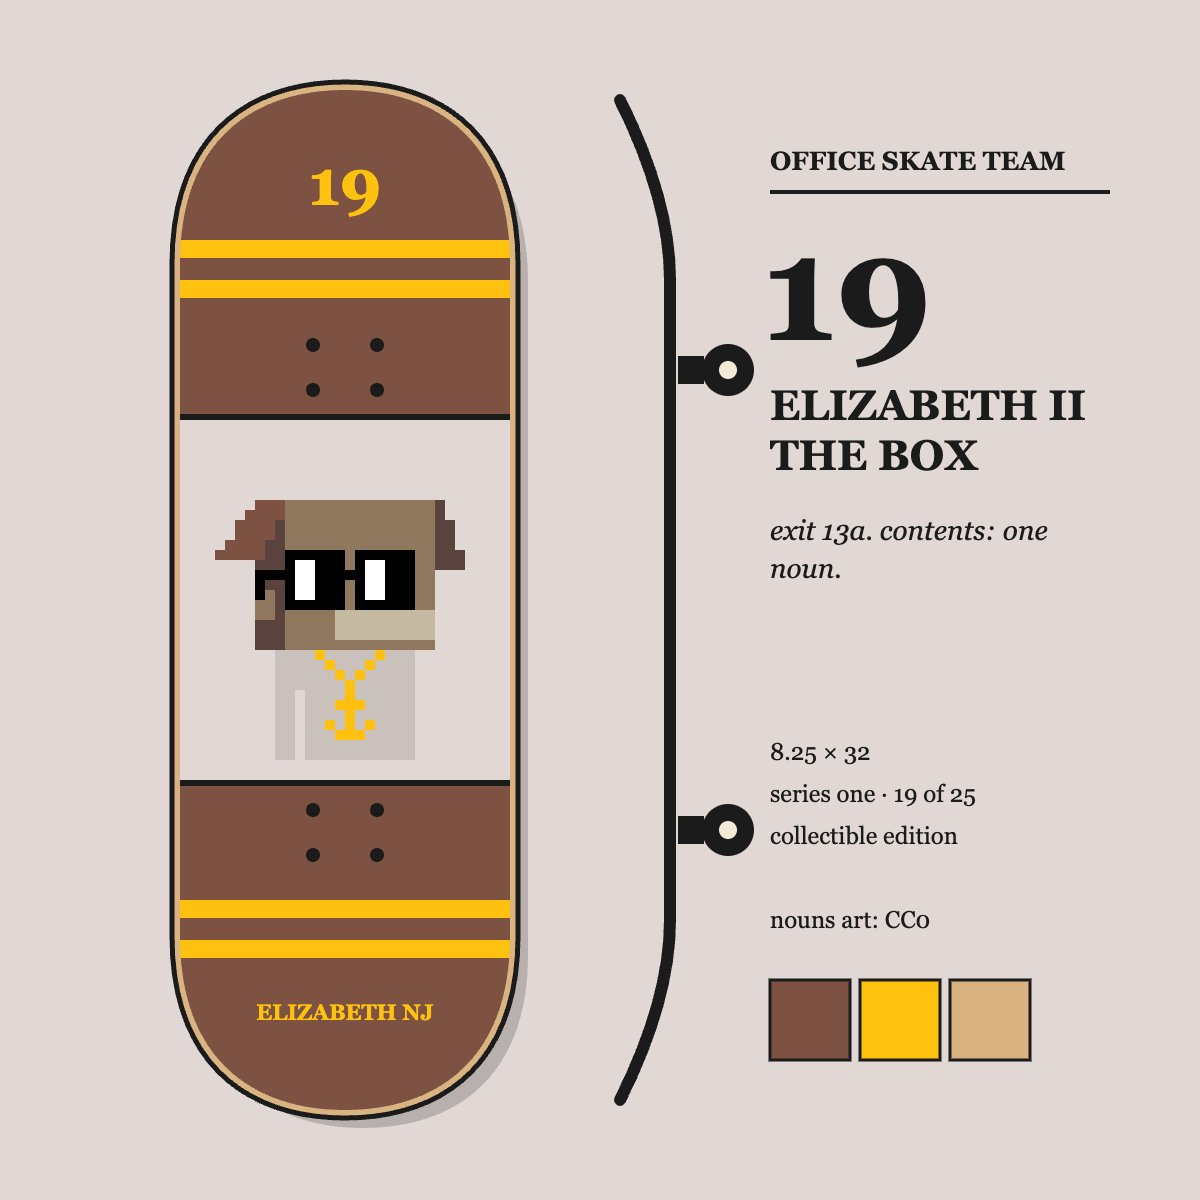 19
ELIZABETH NJ
OFFICE SKATE TEAM
19
ELIZABETH II
THE BOX
exit 13a. contents: one
noun.
8.25 × 32
series one · 19 of 25
collectible edition
nouns art: CC0